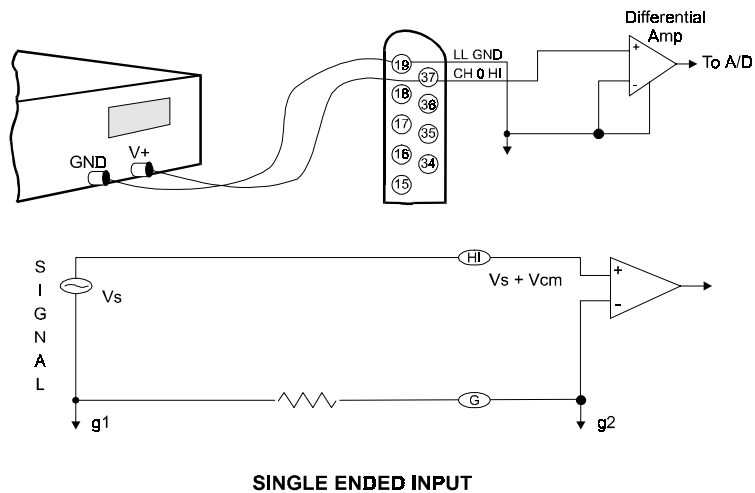 Differential
Amp
To A/D
LL GND
CH 0 HI
19
37
18
36
17
35
16
34
15
V+
GND
SIGNAL
Vs
HI
Vs + Vcm
+
-
+
-
G
g1
g2
SINGLE ENDED INPUT